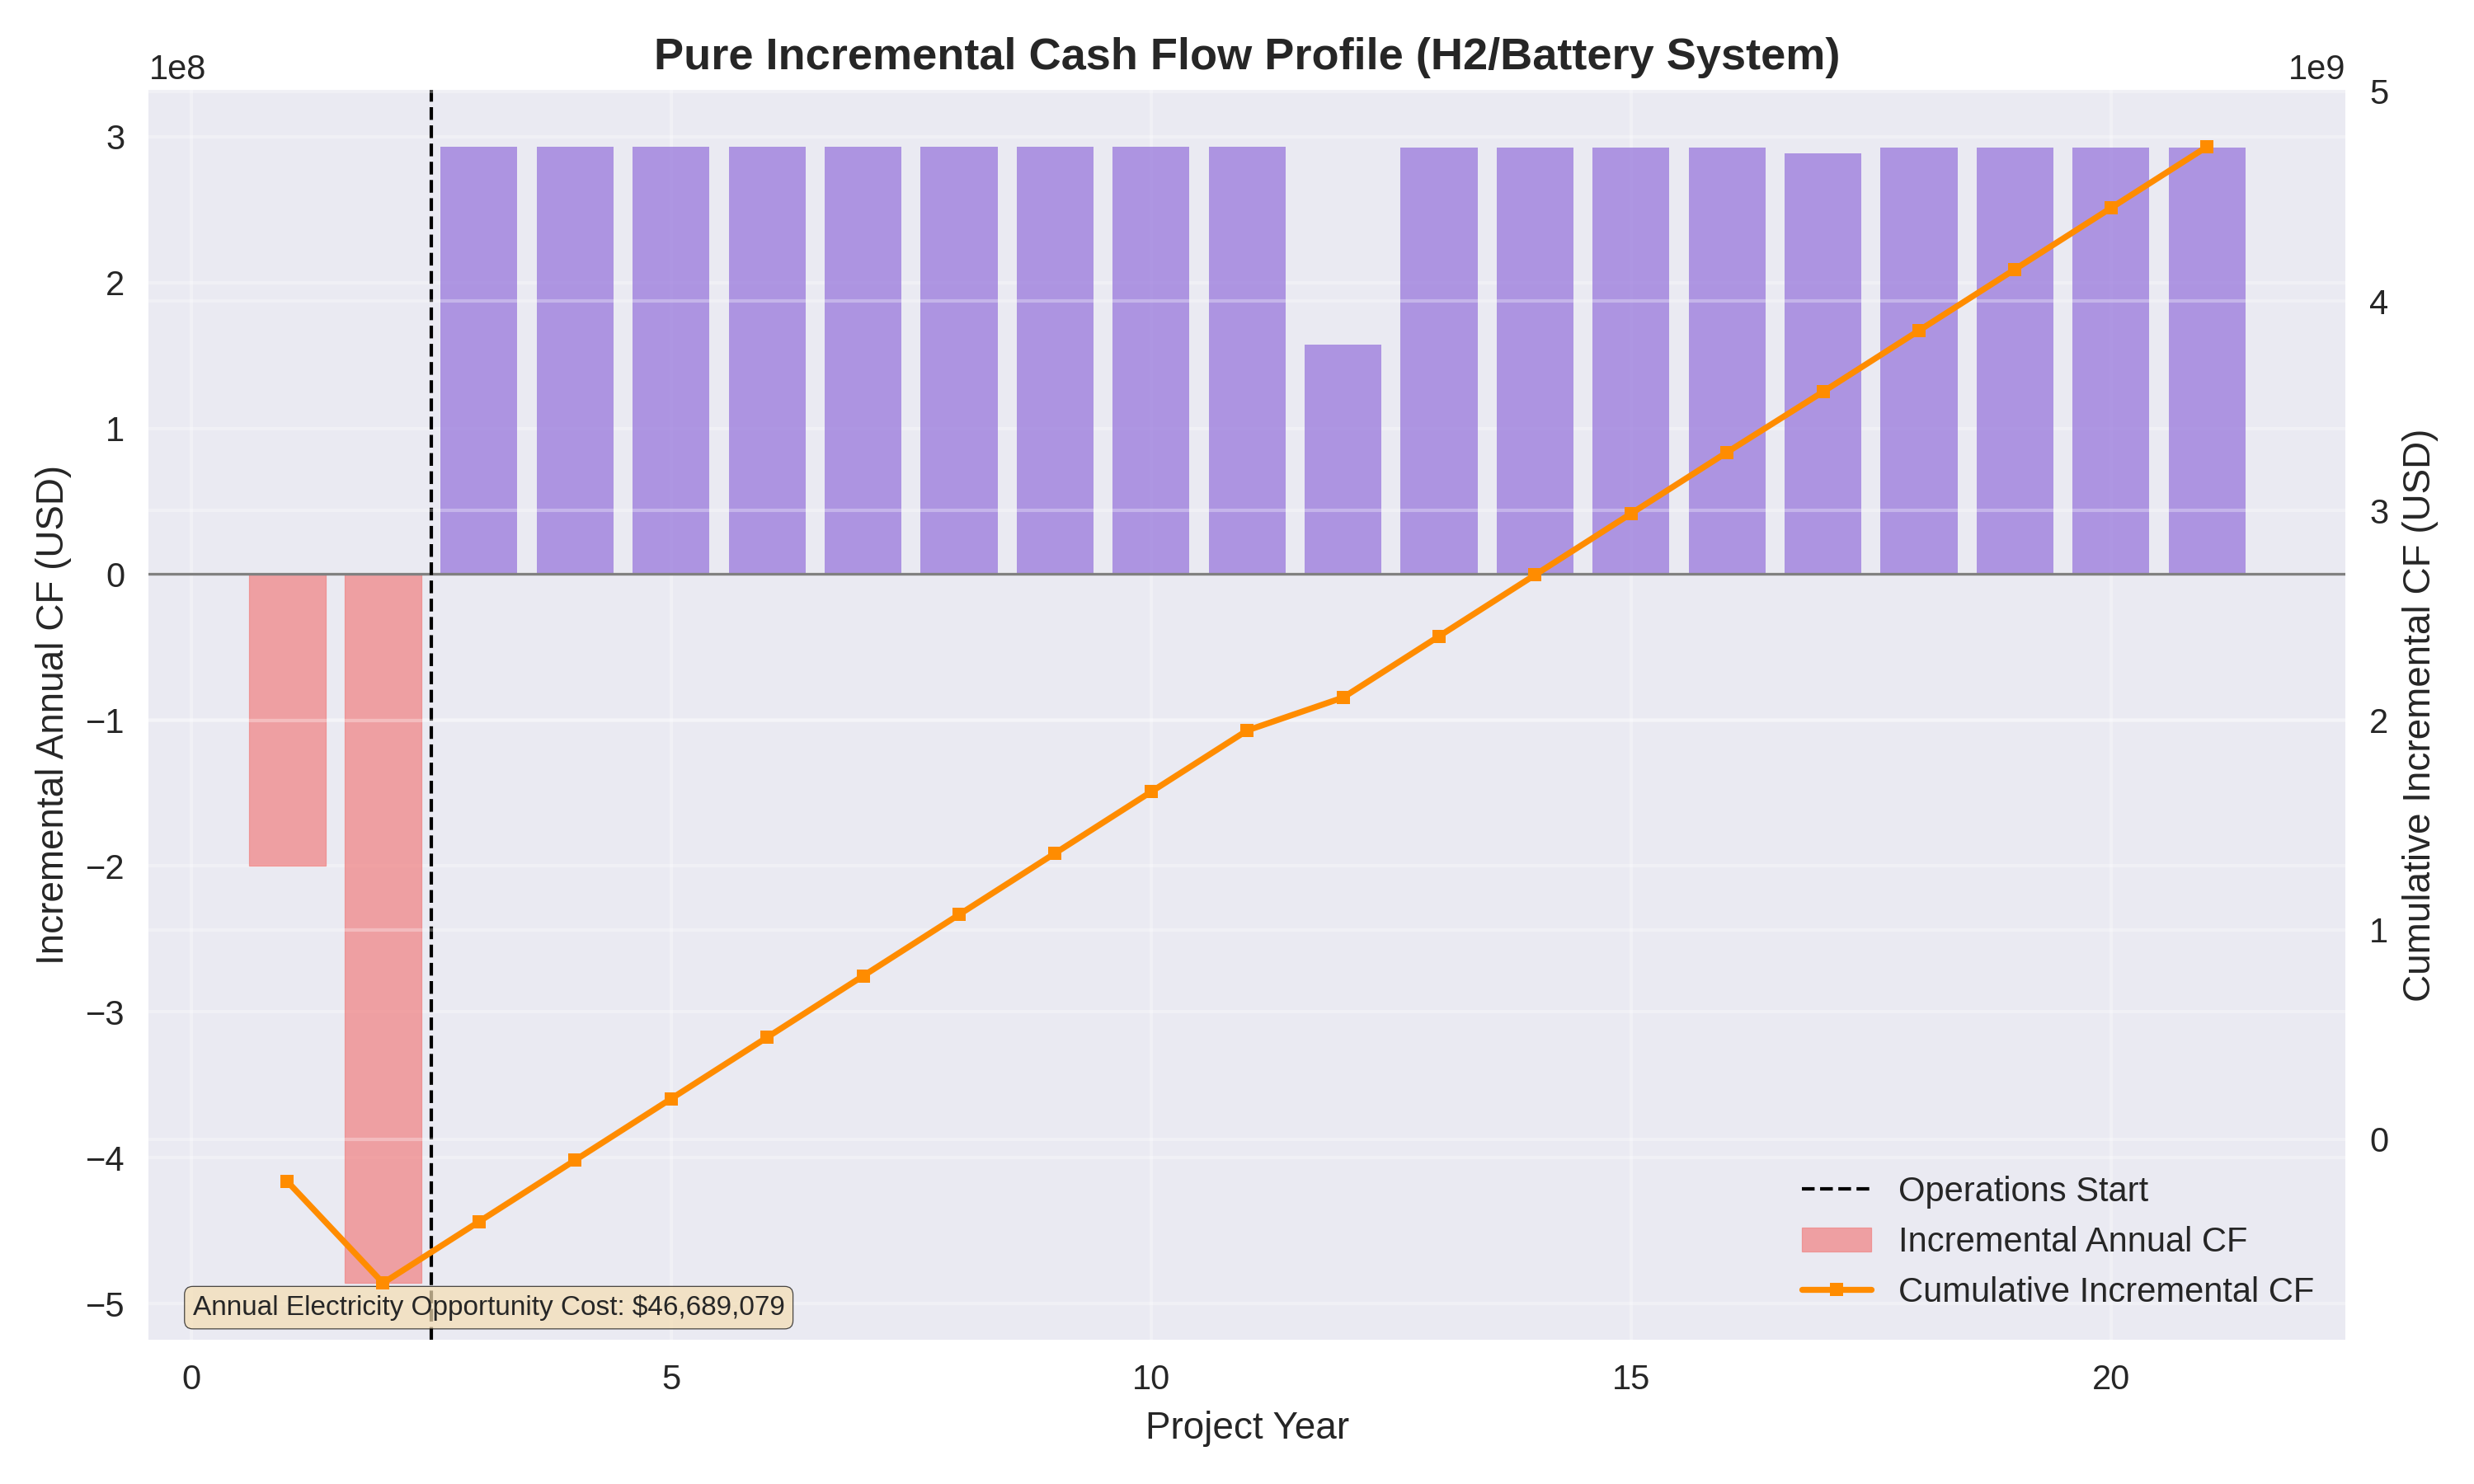 Pure Incremental Cash Flow Profile (H2/Battery System)
1e8
1e9
3
2
1
0
−1
−2
−3
−4
−5
Incremental Annual CF (USD)
5
4
3
2
1
0
Cumulative Incremental CF (USD)
Operations Start
Incremental Annual CF
Cumulative Incremental CF
Annual Electricity Opportunity Cost: $46,689,079
0 5 10 15 20
Project Year